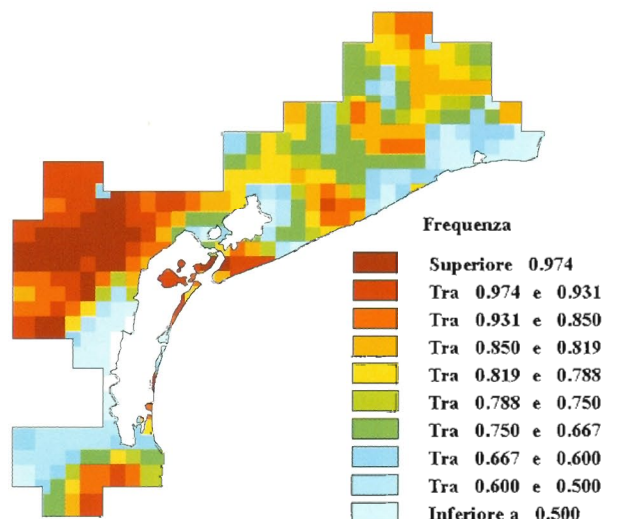 Frequenza
Superiore 0.974
Tra 0.974 e 0.931
Tra 0.931 e 0.850
Tra 0.850 e 0.819
Tra 0.819 e 0.788
Tra 0.788 e 0.750
Tra 0.750 e 0.667
Tra 0.667 e 0.600
Tra 0.600 e 0.500
Inferiore a 0.500